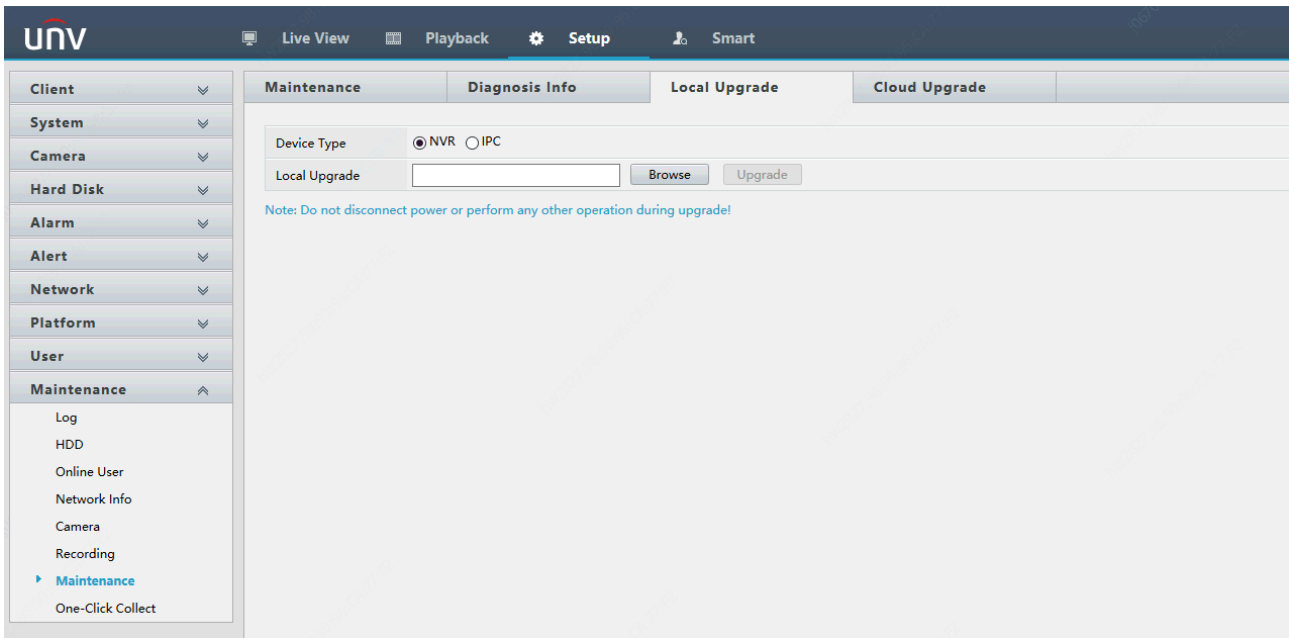 unv
Live View Playback Setup Smart
Client
System
Camera
Hard Disk
Alarm
Alert
Network
Platform
User
Maintenance
Log
HDD
Online User
Network Info
Camera
Recording
Maintenance
One-Click Collect
Maintenance Diagnosis Info Local Upgrade Cloud Upgrade
Device Type NVR IPC
Local Upgrade Browse Upgrade
Note: Do not disconnect power or perform any other operation during upgrade!